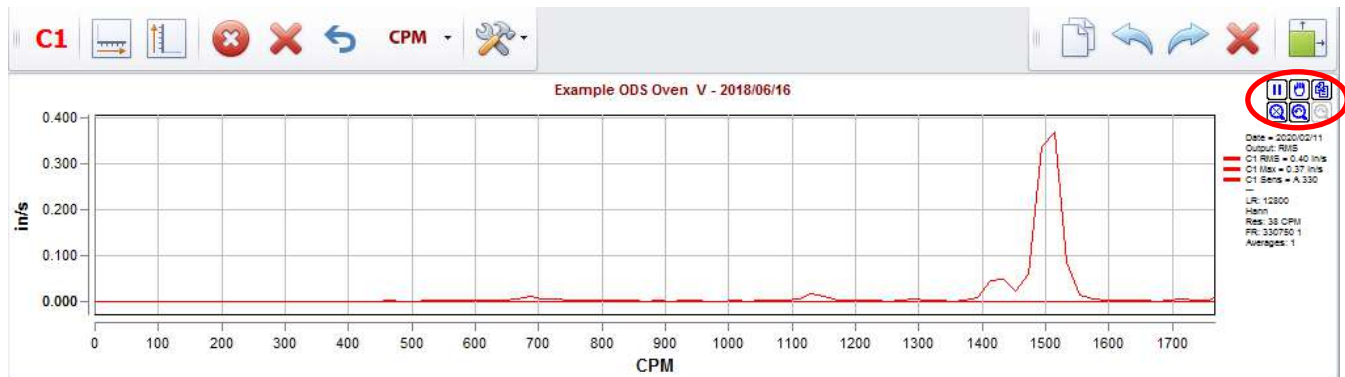 C1 CPM
Example ODS Oven V - 2018/06/16
0.400
0.300
0.200
0.100
0.000
in/s
0 100 200 300 400 500 600 700 800 900 1000 1100 1200 1300 1400 1500 1600 1700
CPM
Date = 2020/02/11
Output: RMS
C1 RMS = 0.40 in/s
C1 Max = 0.37 in/s
C1 Sens = A 330
---
LR: 12800
Hann
Res: 38 CPM
FR: 330750 1
Averages: 1